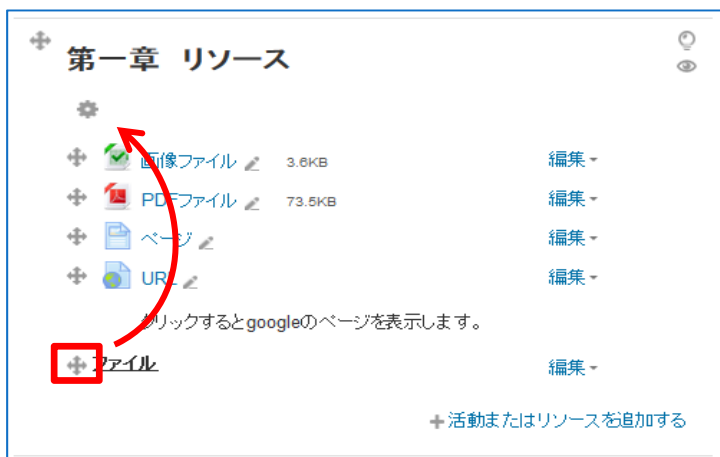 第一章 リソース
画像ファイル 3.6KB 編集
PDFファイル 73.5KB 編集
ページ 編集
URL 編集
クリックするとgoogleのページを表示します。
ファイル 編集
活動またはリソースを追加する